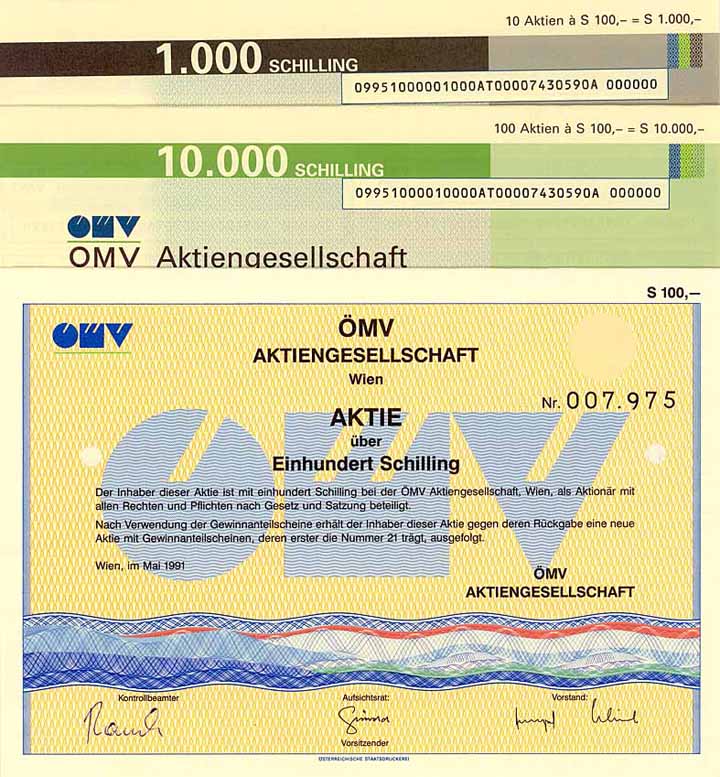 10 Aktien à S 100,– = S 1.000,–
1.000 SCHILLING
09951000001000AT00007430590A 000000
100 Aktien à S 100,– = S 10.000,–
10.000 SCHILLING
09951000010000AT00007430590A 000000
ÖMV
ÖMV Aktiengesellschaft
S 100,—
ÖMV
ÖMV
AKTIENGESELLSCHAFT
Wien
Nr. 007.975
AKTIE
über
Einhundert Schilling
Der Inhaber dieser Aktie ist mit einhundert Schilling bei der ÖMV Aktiengesellschaft, Wien, als Aktionär mit
allen Rechten und Pflichten nach Gesetz und Satzung beteiligt.
Nach Verwendung der Gewinnanteilscheine erhält der Inhaber dieser Aktie gegen deren Rückgabe eine neue
Aktie mit Gewinnanteilscheinen, deren erster die Nummer 21 trägt, ausgefolgt.
Wien, im Mai 1991
ÖMV
AKTIENGESELLSCHAFT
Kontrollbeamter
Aufsichtsrat:
Vorstand:
Vorsitzender
ÖSTERREICHISCHE STAATSDRUCKEREI